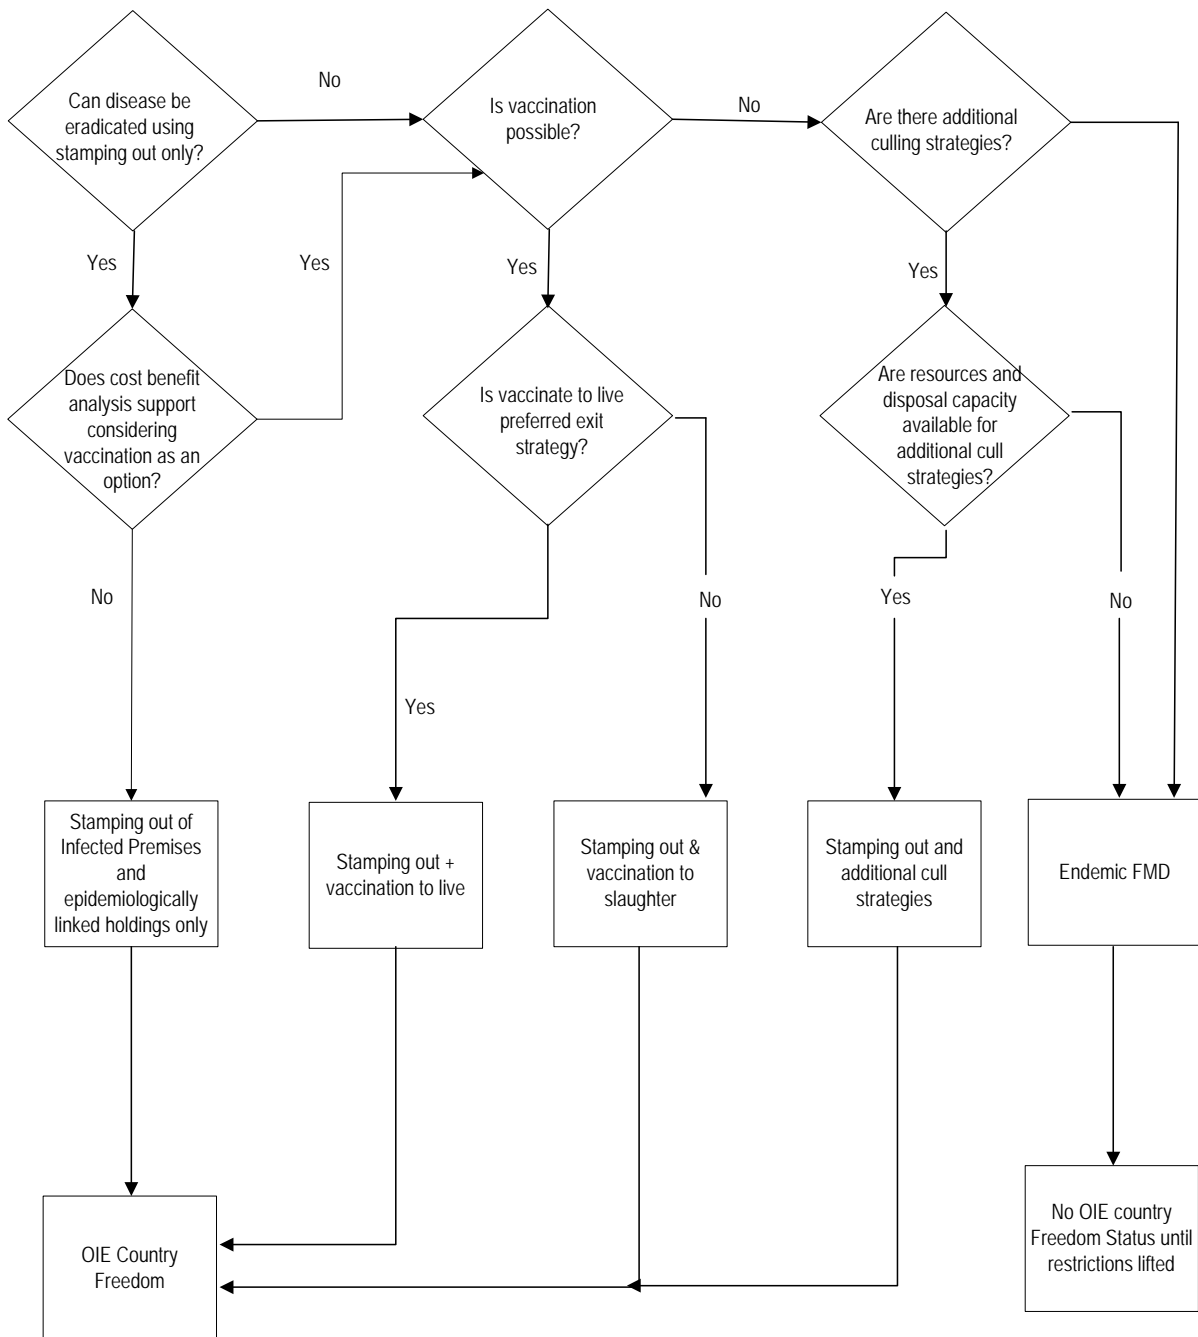 No
Can disease be
eradicated using
stamping out only?
Is vaccination
possible?
No
Are there additional
culling strategies?
Yes
Yes
Yes
Yes
Does cost benefit
analysis support
considering
vaccination as an
option?
Is vaccinate to live
preferred exit
strategy?
Are resources and
disposal capacity
available for
additional cull
strategies?
No
No
Yes
No
Yes
Stamping out of
Infected Premises
and
epidemiologically
linked holdings only
Stamping out +
vaccination to live
Stamping out &
vaccination to
slaughter
Stamping out and
additional cull
strategies
Endemic FMD
OIE Country
Freedom
No OIE country
Freedom Status until
restrictions lifted